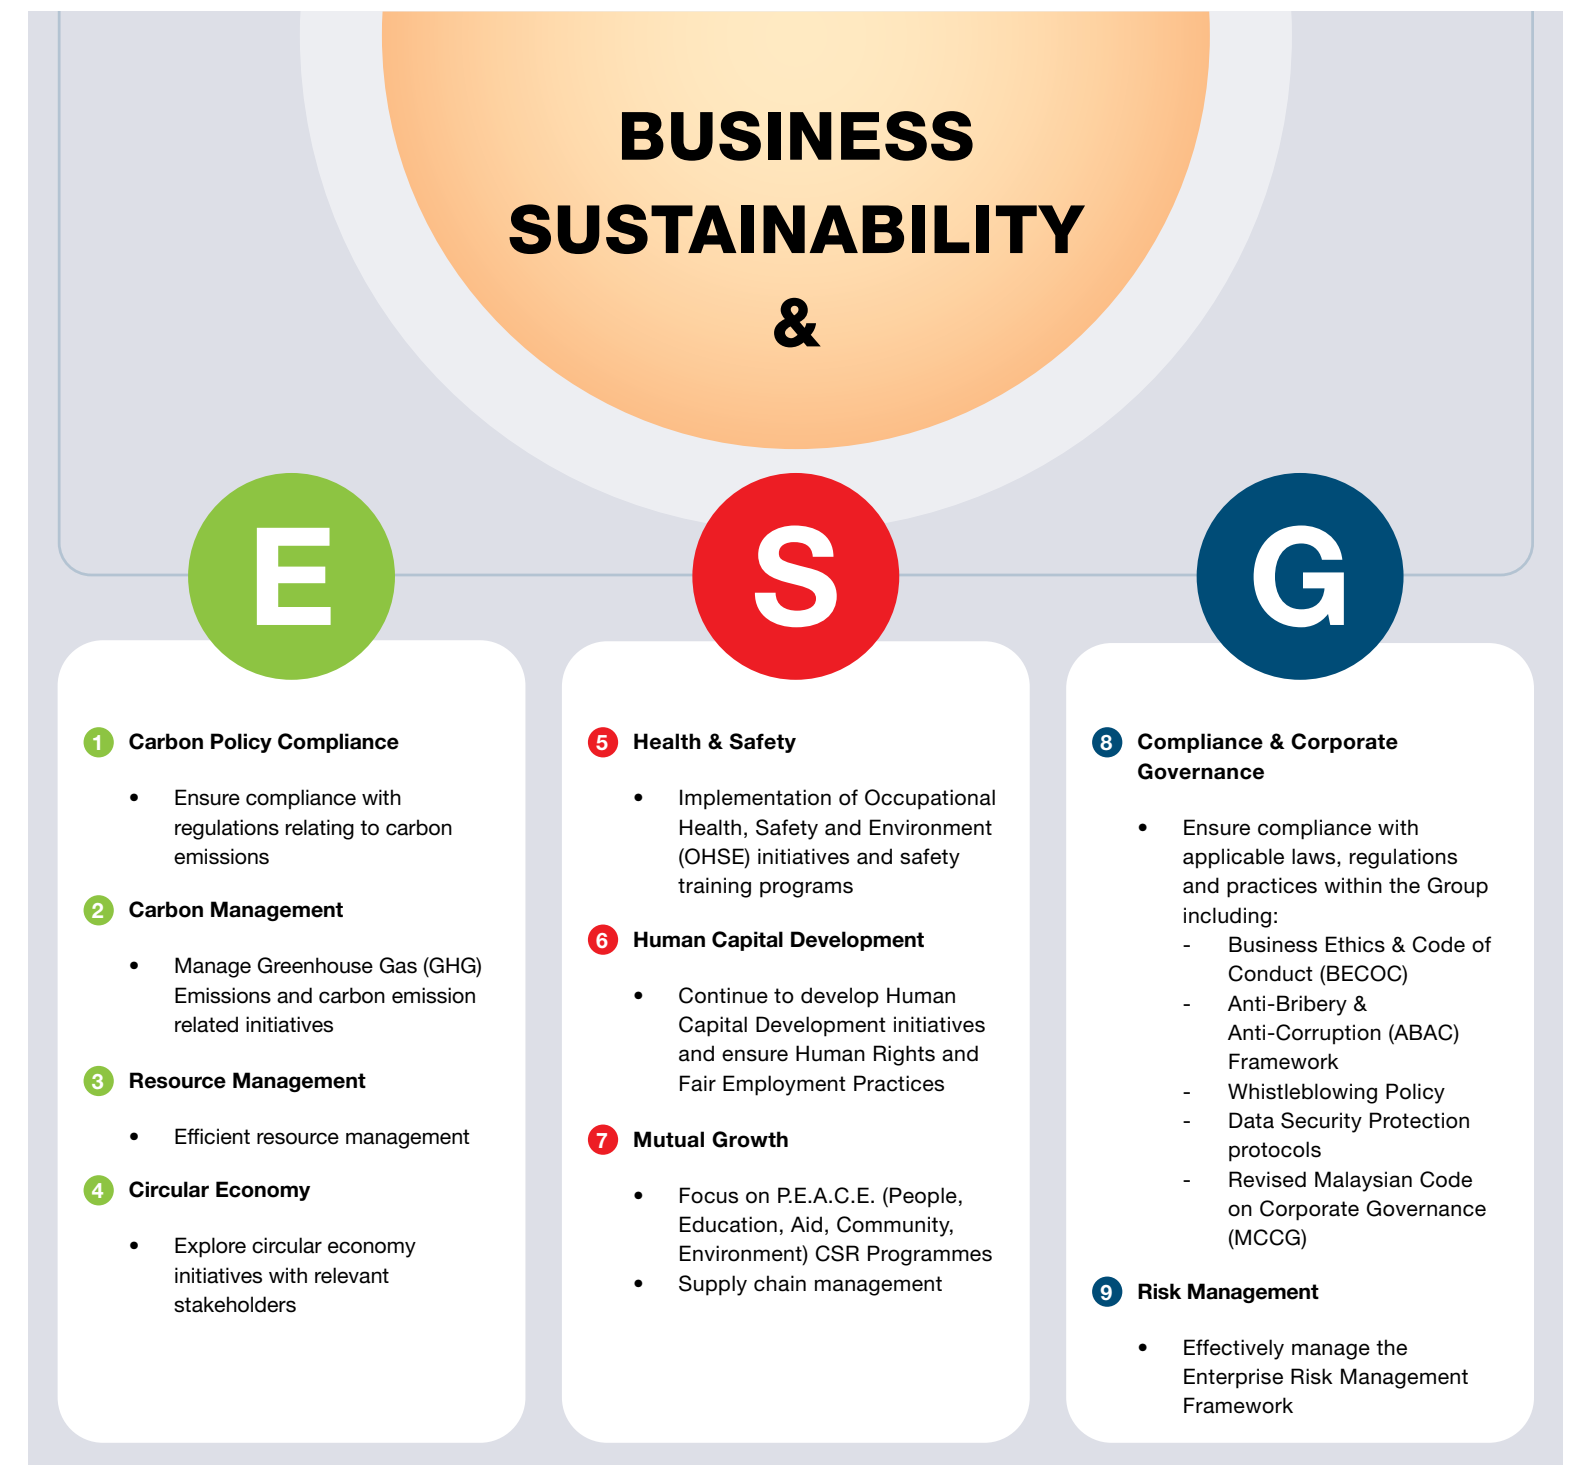 BUSINESS
SUSTAINABILITY
&
E
1 Carbon Policy Compliance
• Ensure compliance with
regulations relating to carbon
emissions
2 Carbon Management
• Manage Greenhouse Gas (GHG)
Emissions and carbon emission
related initiatives
3 Resource Management
• Efficient resource management
4 Circular Economy
• Explore circular economy
initiatives with relevant
stakeholders
S
5 Health & Safety
• Implementation of Occupational
Health, Safety and Environment
(OHSE) initiatives and safety
training programs
6 Human Capital Development
• Continue to develop Human
Capital Development initiatives
and ensure Human Rights and
Fair Employment Practices
7 Mutual Growth
• Focus on P.E.A.C.E. (People,
Education, Aid, Community,
Environment) CSR Programmes
• Supply chain management
G
8 Compliance & Corporate
Governance
• Ensure compliance with
applicable laws, regulations
and practices within the Group
including:
- Business Ethics & Code of
Conduct (BECOC)
- Anti-Bribery &
Anti-Corruption (ABAC)
Framework
- Whistleblowing Policy
- Data Security Protection
protocols
- Revised Malaysian Code
on Corporate Governance
(MCCG)
9 Risk Management
• Effectively manage the
Enterprise Risk Management
Framework